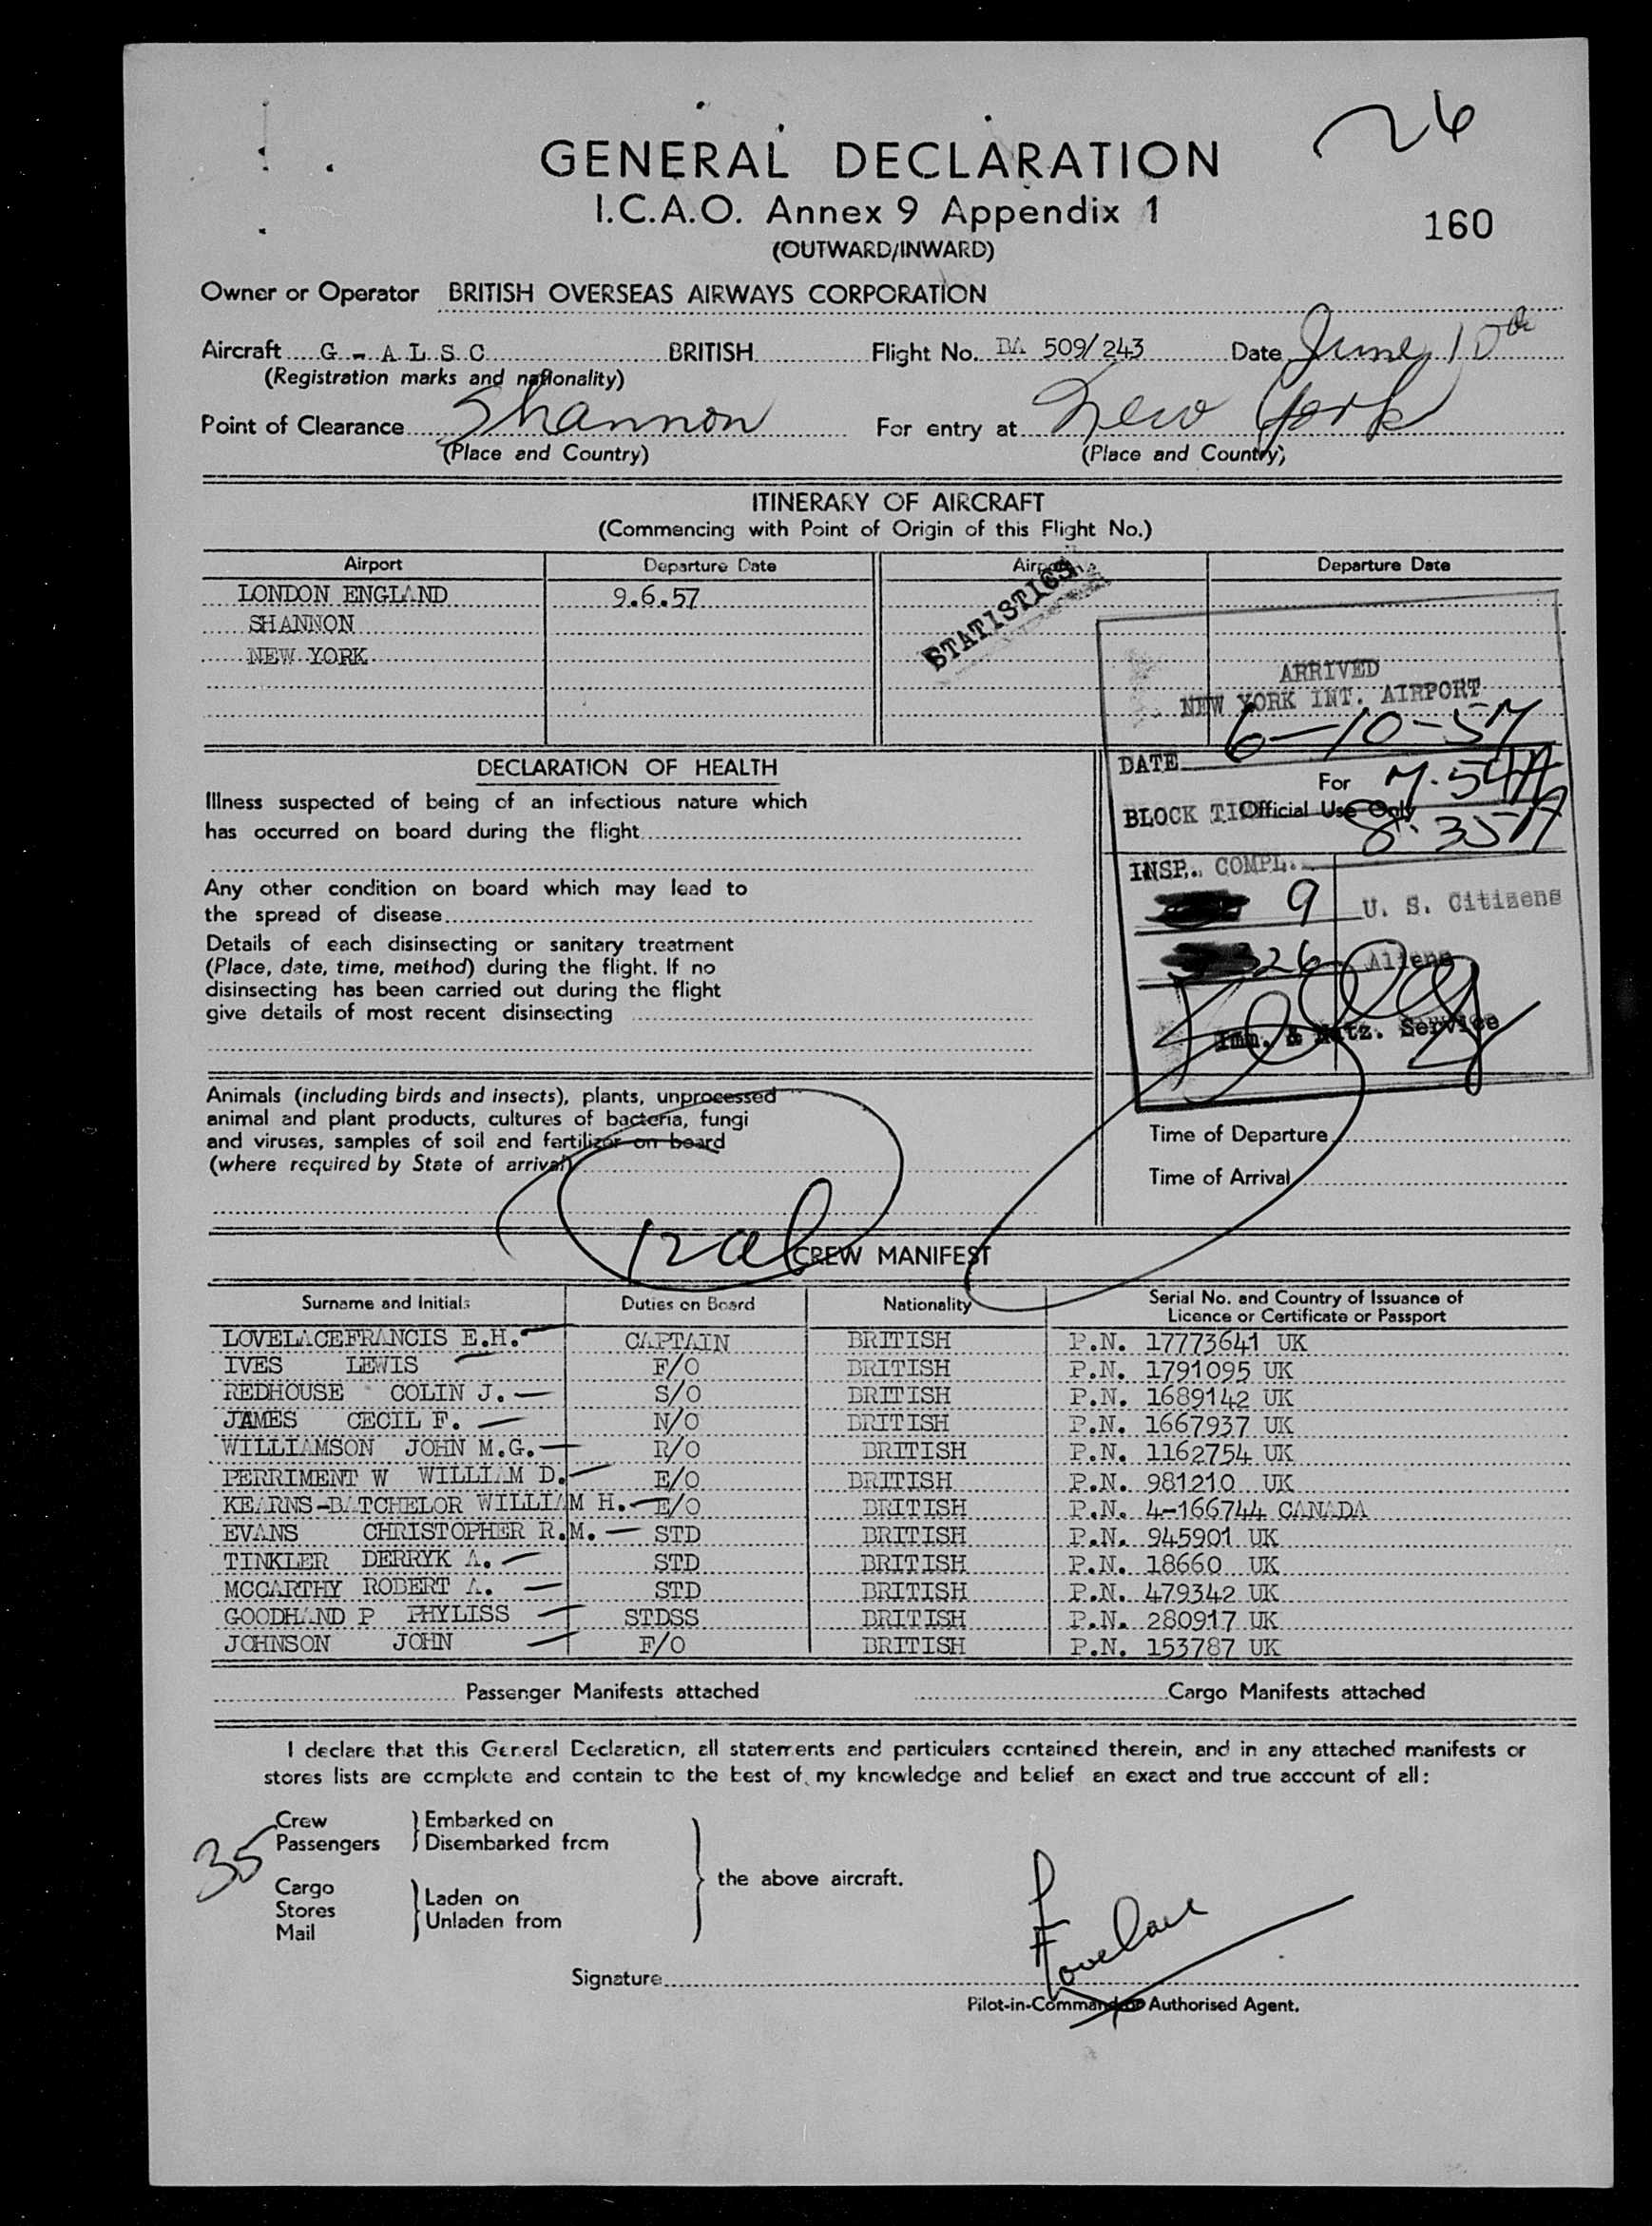 26
GENERAL DECLARATION
I.C.A.O. Annex 9 Appendix 1
160
(OUTWARD/INWARD)
Owner or Operator BRITISH OVERSEAS AIRWAYS CORPORATION
Aircraft G - A L S C BRITISH Flight No. BA 509/243 Date June 10th
(Registration marks and nationality)
Point of Clearance Shannon For entry at New York
(Place and Country) (Place and Country)
ITINERARY OF AIRCRAFT
(Commencing with Point of Origin of this Flight No.)
Airport Departure Date Airport Departure Date
LONDON ENGLAND 9.6.57
SHANNON
NEW YORK
STATISTICS
ARRIVED
NEW YORK INT. AIRPORT
6-10-57
DATE
DECLARATION OF HEALTH
For 7.54A
Illness suspected of being of an infectious nature which
BLOCK TIME Official Use Only
has occurred on board during the flight
8.35A
INSP. COMPL.
Any other condition on board which may lead to
9 U. S. Citizens
the spread of disease
Details of each disinsecting or sanitary treatment
26 Aliens
(Place, date, time, method) during the flight. If no
disinsecting has been carried out during the flight
give details of most recent disinsecting
Imm. & Natz. Service
Animals (including birds and insects), plants, unprocessed
animal and plant products, cultures of bacteria, fungi
and viruses, samples of soil and fertilizer on board
Time of Departure
(where required by State of arrival)
Time of Arrival
CREW MANIFEST
Surname and Initials Duties on Board Nationality Serial No. and Country of Issuance of
Licence or Certificate or Passport
LOVELACEFRANCIS E.H. CAPTAIN BRITISH P.N. 17773641 UK
IVES LEWIS F/O BRITISH P.N. 1791095 UK
REDHOUSE COLIN J. S/O BRITISH P.N. 1689142 UK
JAMES CECIL F. N/O BRITISH P.N. 1667937 UK
WILLIAMSON JOHN M.G. R/O BRITISH P.N. 1162754 UK
PERRIMENT W WILLIAM D. E/O BRITISH P.N. 981210 UK
KEARNS-BATCHELOR WILLIAM H. E/O BRITISH P.N. 4-166744 CANADA
EVANS CHRISTOPHER R.M. STD BRITISH P.N. 945901 UK
TINKLER DERRYK A. STD BRITISH P.N. 18660 UK
MCCARTHY ROBERT A. STD BRITISH P.N. 479342 UK
GOODHAND P PHYLISS STDSS BRITISH P.N. 280917 UK
JOHNSON JOHN F/O BRITISH P.N. 153787 UK
Passenger Manifests attached Cargo Manifests attached
I declare that this General Declaration, all statements and particulars contained therein, and in any attached manifests or
stores lists are complete and contain to the best of my knowledge and belief an exact and true account of all:
Crew Embarked on
35 Passengers Disembarked from
the above aircraft.
Cargo Laden on
Stores Unladen from
Mail
F Lovelace
Signature
Pilot-in-Command or Authorised Agent.